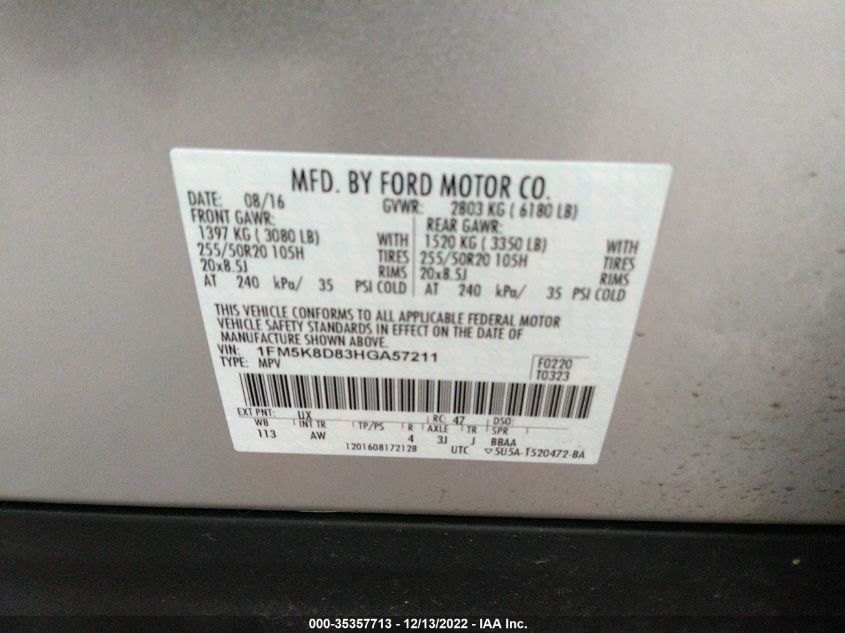 MFD. BY FORD MOTOR CO.
DATE: 08/16 GVWR: 2803 KG ( 6180 LB)
FRONT GAWR: REAR GAWR:
1397 KG ( 3080 LB) WITH 1520 KG ( 3350 LB) WITH
255/50R20 105H TIRES 255/50R20 105H TIRES
20x8.5J RIMS 20x8.5J RIMS
AT 240 kPa/ 35 PSI COLD AT 240 kPa/ 35 PSI COLD
THIS VEHICLE CONFORMS TO ALL APPLICABLE FEDERAL MOTOR
VEHICLE SAFETY STANDARDS IN EFFECT ON THE DATE OF
MANUFACTURE SHOWN ABOVE.
VIN: 1FM5K8D83HGA57211 F0220
TYPE: MPV T0323
EXT PNT: UX RC: 47 DSO:
WB INT TR TP/PS R AXLE TR SPR
113 AW 4 3J J BBAA
1201608172128 UTC ▽5U5A-1520472-BA
000-35357713 - 12/13/2022 - IAA Inc.